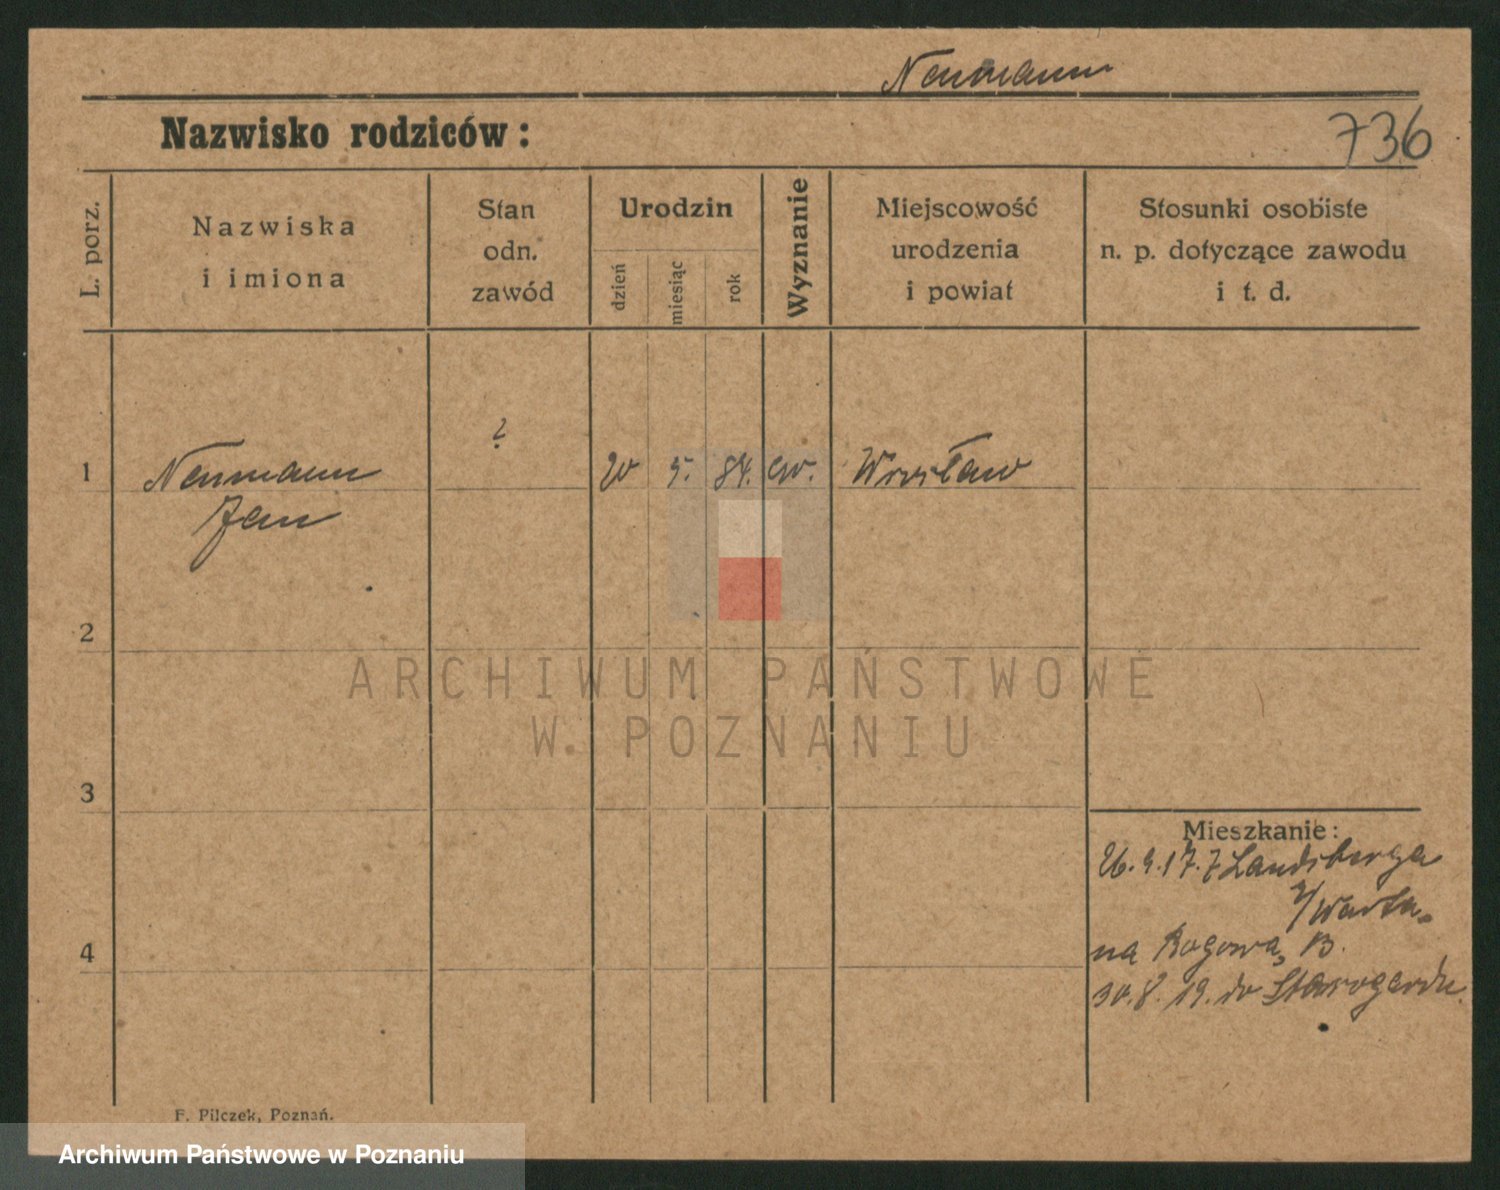 Neumann
Nazwisko rodziców:
736
L. porz.
Nazwiska
i imiona
Stan
odn.
zawód
Urodzin
dzień
miesiąc
rok
Wyznanie
Miejscowość
urodzenia
i powiat
Stosunki osobiste
n. p. dotyczące zawodu
i t. d.
1
Neumann
Jan
?
20
5.
84.
ew.
Wrocław
2
ARCHIWUM PAŃSTWOWE
W POZNANIU
3
Mieszkanie:
26. 9. 17. z Landsberga
/Warta.
na Rogowa, B.
30. 8. 19. do Starogardu.
4
F. Pilczek, Poznań.
Archiwum Państwowe w Poznaniu